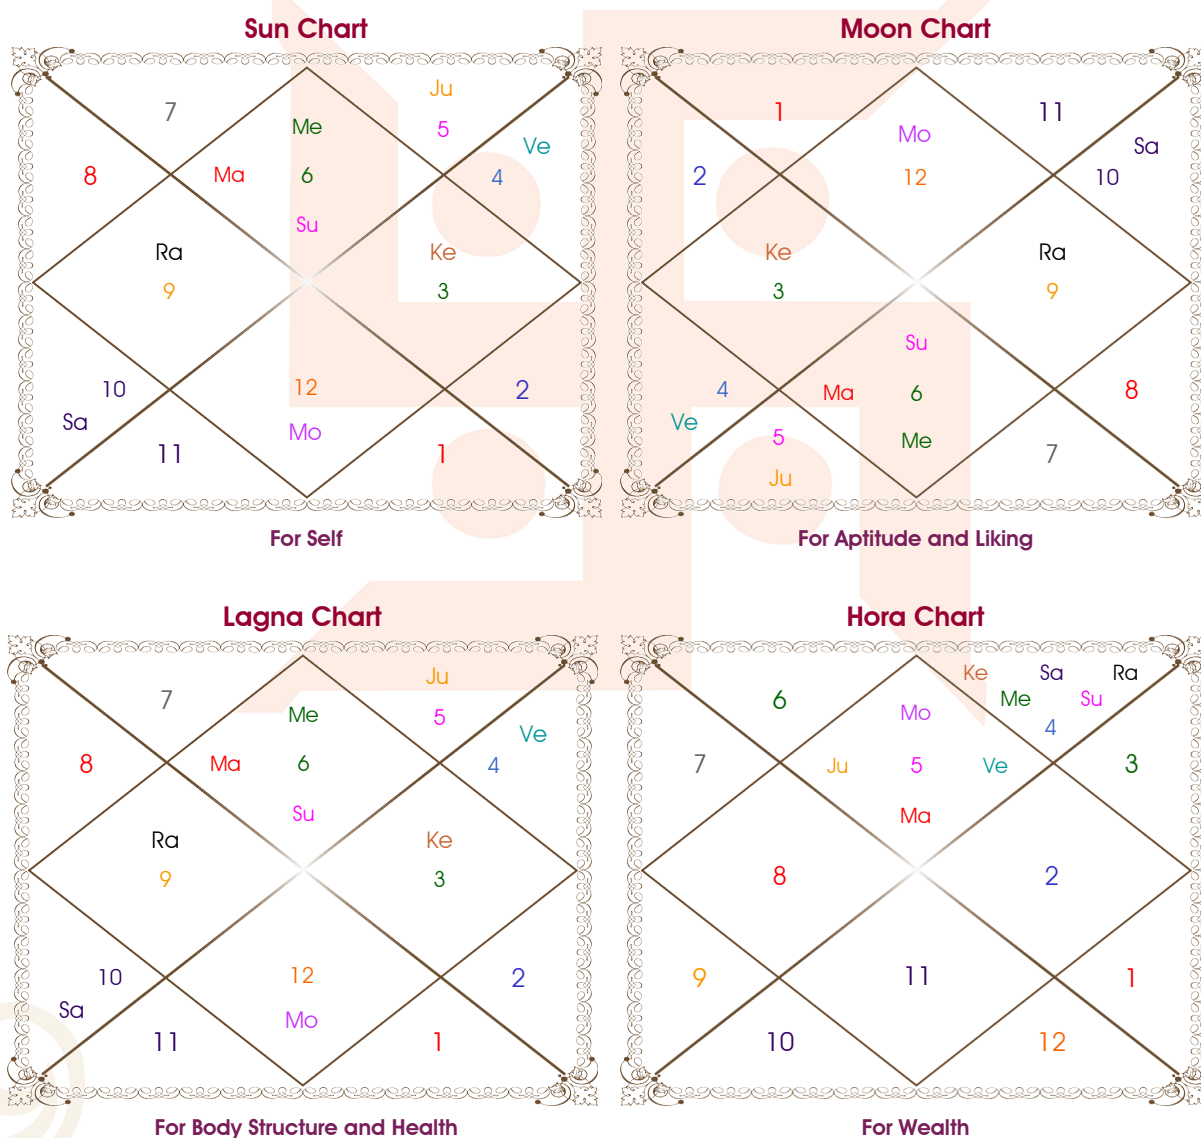 Sun Chart
7
Ju
Me
5
Ve
8
Ma
6
4
Su
Ra
Ke
9
3
10
12
2
Sa
Mo
11
1
For Self
Moon Chart
1
11
Mo
Sa
2
12
10
Ke
Ra
3
9
Su
4
Ma
6
8
Ve
5
Me
7
Ju
For Aptitude and Liking
Lagna Chart
Ju
7
Me
5
Ve
8
Ma
6
4
Su
Ra
Ke
9
3
10
12
2
Sa
Mo
11
1
For Body Structure and Health
Hora Chart
Ke Sa Ra
6
Me Su
Mo
4
7
Ju
5
Ve
3
Ma
8
2
9
11
1
10
12
For Wealth